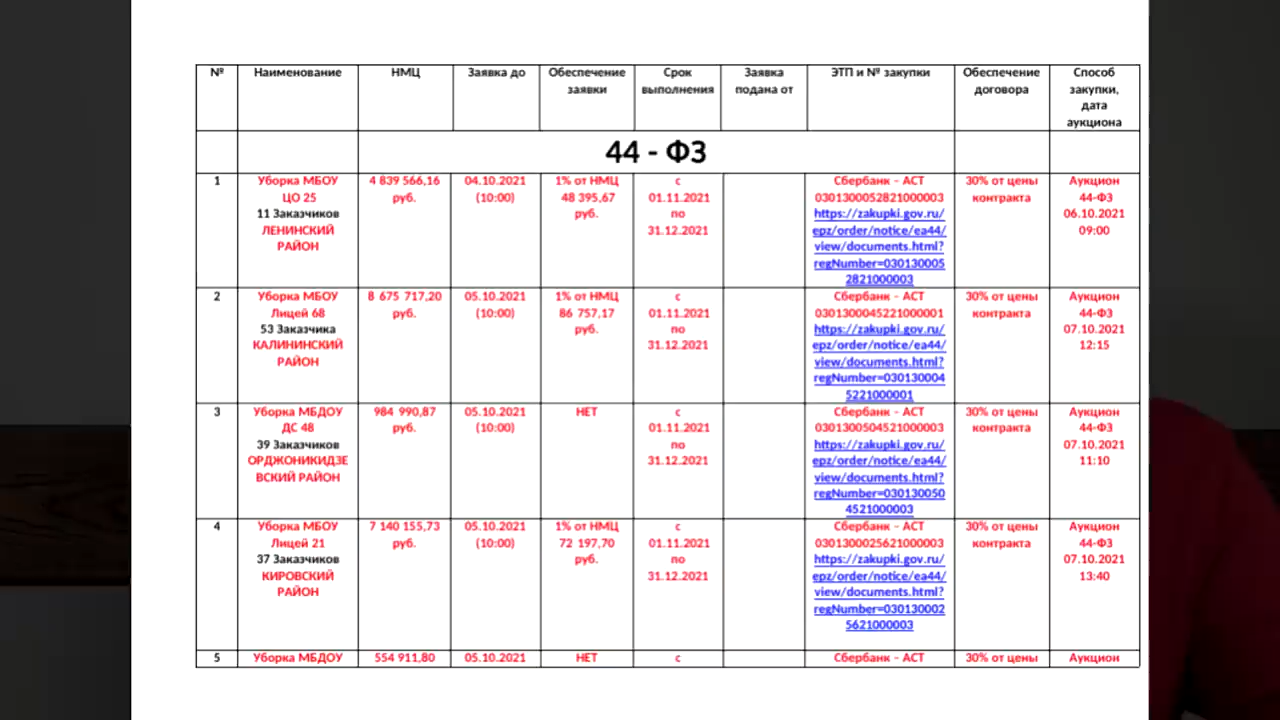 № Наименование НМЦ Заявка до Обеспечение заявки Срок выполнения Заявка подана от ЭТП и № закупки Обеспечение договора Способ закупки, дата аукциона
44 - ФЗ
1
Уборка МБОУ
ЦО 25
11 Заказчиков
ЛЕНИНСКИЙ
РАЙОН
4 839 566,16
руб.
04.10.2021
(10:00)
1% от НМЦ
48 395,67
руб.
с
01.11.2021
по
31.12.2021
Сбербанк - АСТ
0301300052821000003
https://zakupki.gov.ru/
epz/order/notice/ea44/
view/documents.html?
regNumber=030130005
2821000003
30% от цены
контракта
Аукцион
44-ФЗ
06.10.2021
09:00
2
Уборка МБОУ
Лицей 68
53 Заказчика
КАЛИНИНСКИЙ
РАЙОН
8 675 717,20
руб.
05.10.2021
(10:00)
1% от НМЦ
86 757,17
руб.
с
01.11.2021
по
31.12.2021
Сбербанк - АСТ
0301300045221000001
https://zakupki.gov.ru/
epz/order/notice/ea44/
view/documents.html?
regNumber=030130004
5221000001
30% от цены
контракта
Аукцион
44-ФЗ
07.10.2021
12:15
3
Уборка МБДОУ
ДС 48
39 Заказчиков
ОРДЖОНИКИДЗЕ
ВСКИЙ РАЙОН
984 990,87
руб.
05.10.2021
(10:00)
НЕТ
с
01.11.2021
по
31.12.2021
Сбербанк - АСТ
0301300504521000003
https://zakupki.gov.ru/
epz/order/notice/ea44/
view/documents.html?
regNumber=030130050
4521000003
30% от цены
контракта
Аукцион
44-ФЗ
07.10.2021
11:10
4
Уборка МБОУ
Лицей 21
37 Заказчиков
КИРОВСКИЙ
РАЙОН
7 140 155,73
руб.
05.10.2021
(10:00)
1% от НМЦ
72 197,70
руб.
с
01.11.2021
по
31.12.2021
Сбербанк - АСТ
0301300025621000003
https://zakupki.gov.ru/
epz/order/notice/ea44/
view/documents.html?
regNumber=030130002
5621000003
30% от цены
контракта
Аукцион
44-ФЗ
07.10.2021
13:40
5
Уборка МБДОУ
554 911,80
05.10.2021
НЕТ
с
Сбербанк - АСТ
30% от цены
Аукцион